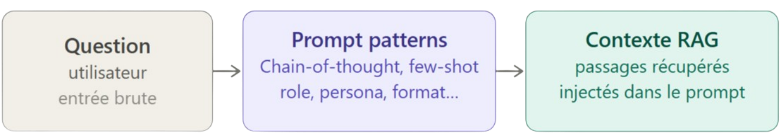 Question
utilisateur
entrée brute
Prompt patterns
Chain-of-thought, few-shot
role, persona, format...
Contexte RAG
passages récupérés
injectés dans le prompt